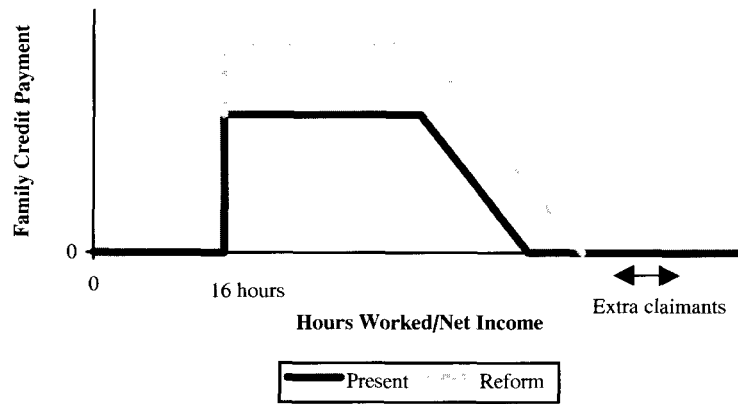 Family Credit Payment
0
0
16 hours
Extra claimants
Hours Worked/Net Income
Present
Reform